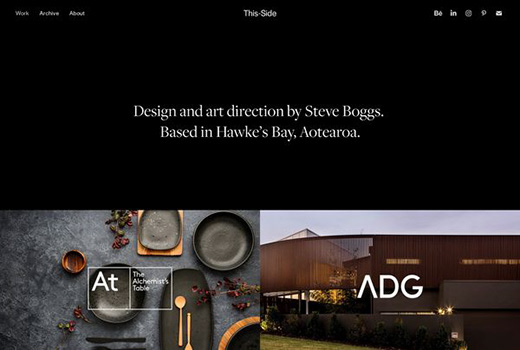 Work Archive About
This-Side
Bē in
Design and art direction by Steve Boggs.
Based in Hawke's Bay, Aotearoa.
At The
Alchemist's
Table
ADG